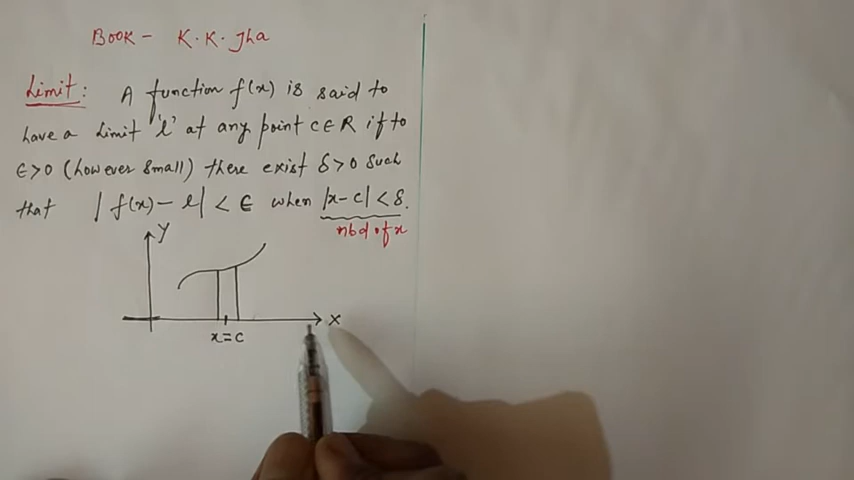 Book - K.K. Jha
Limit: A function f(x) is said to
have a Limit 'l' at any point c∈R if to
∈>0 (however small) there exist δ>0 such
that |f(x)-l| < ∈ when |x-c| < δ.
nbd of x
Y
X
x=c